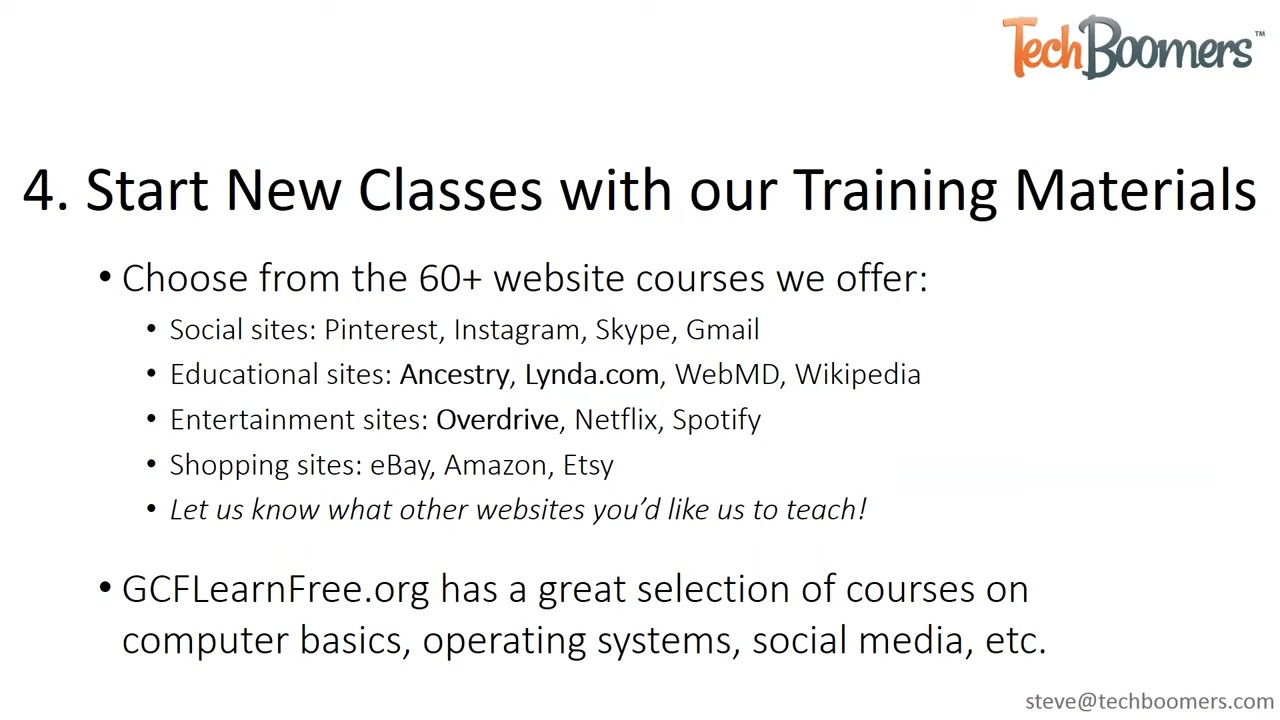 TechBoomers™
4. Start New Classes with our Training Materials
• Choose from the 60+ website courses we offer:
• Social sites: Pinterest, Instagram, Skype, Gmail
• Educational sites: Ancestry, Lynda.com, WebMD, Wikipedia
• Entertainment sites: Overdrive, Netflix, Spotify
• Shopping sites: eBay, Amazon, Etsy
• Let us know what other websites you’d like us to teach!
• GCFLearnFree.org has a great selection of courses on
computer basics, operating systems, social media, etc.
steve@techboomers.com